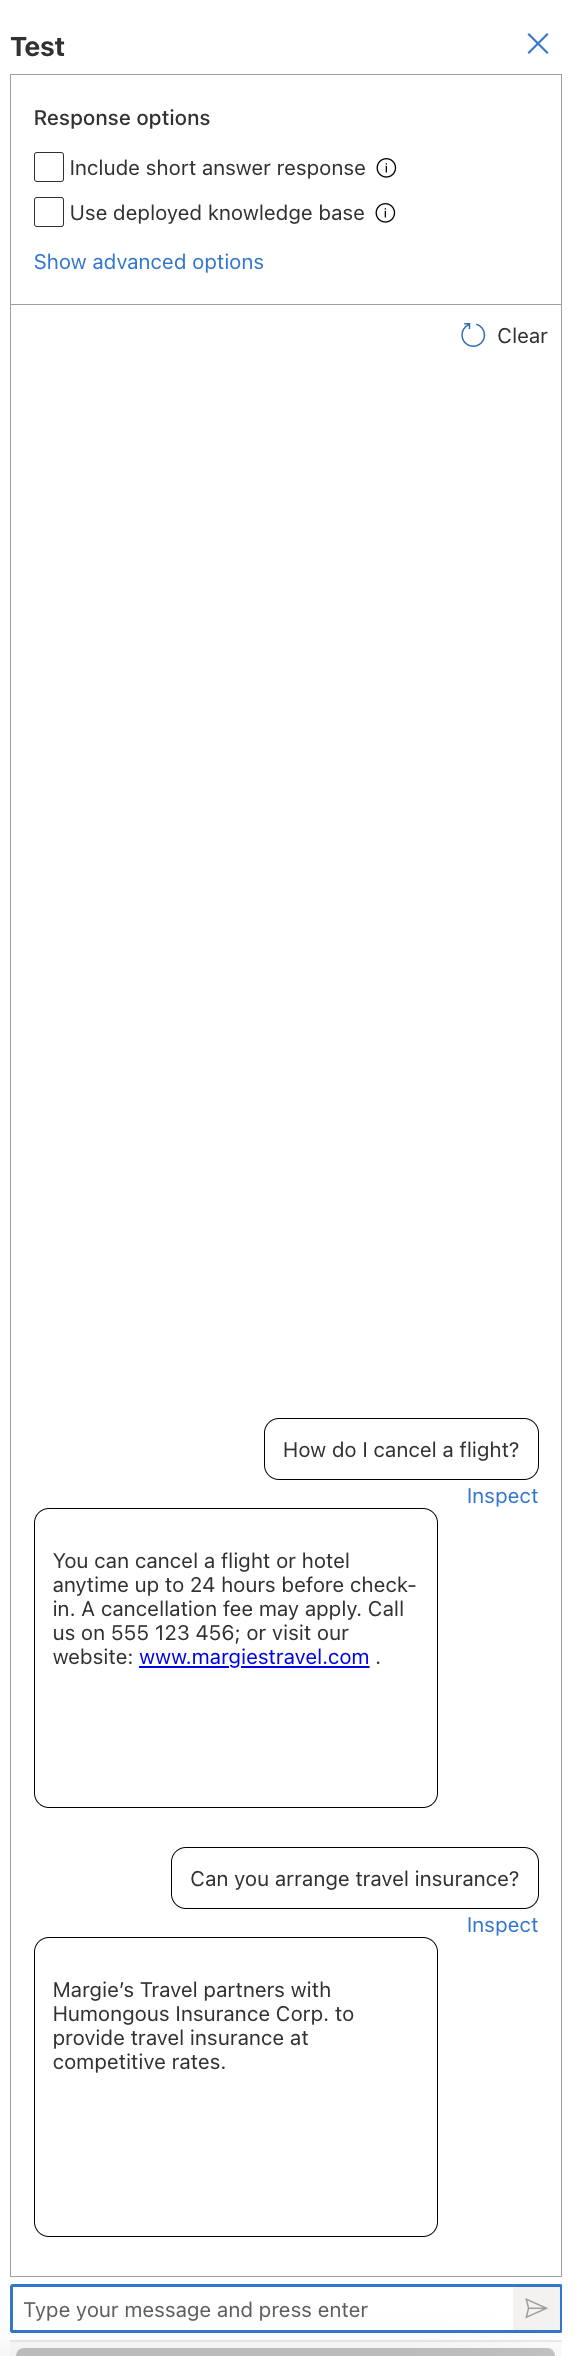 Test
Response options
Include short answer response
Use deployed knowledge base
Show advanced options
Clear
How do I cancel a flight?
Inspect
You can cancel a flight or hotel
anytime up to 24 hours before check-
in. A cancellation fee may apply. Call
us on 555 123 456; or visit our
website: www.margiestravel.com .
Can you arrange travel insurance?
Inspect
Margie’s Travel partners with
Humongous Insurance Corp. to
provide travel insurance at
competitive rates.
Type your message and press enter